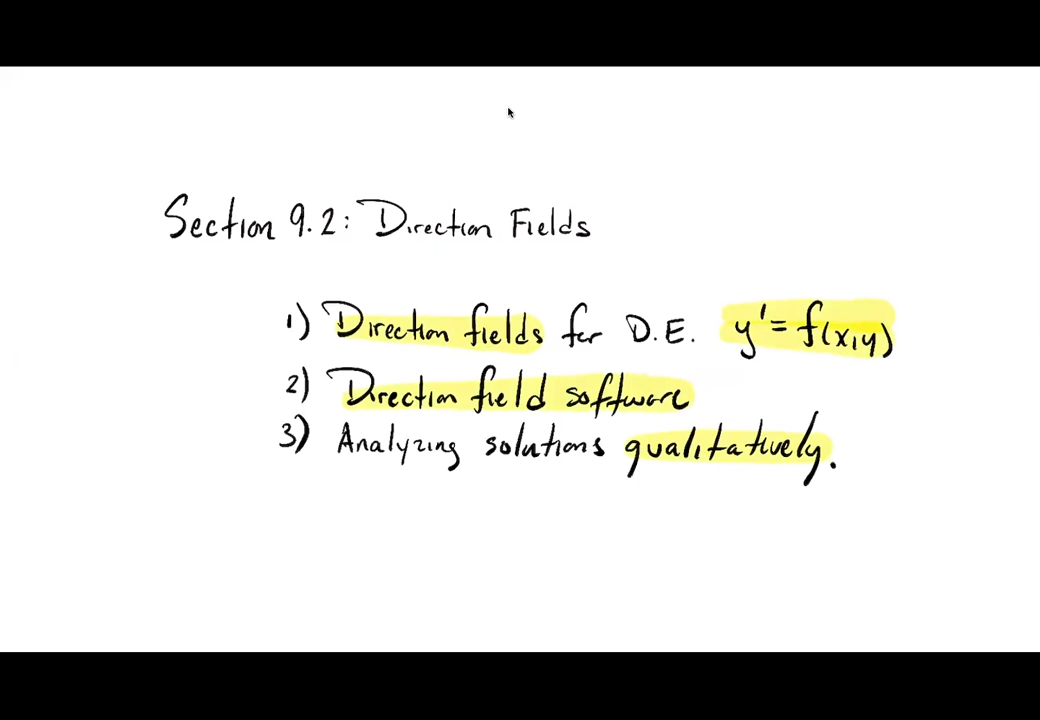 Section 9.2: Direction Fields
1) Direction fields for D.E. y' = f(x,y)
2) Direction field software
3) Analyzing solutions qualitatively.